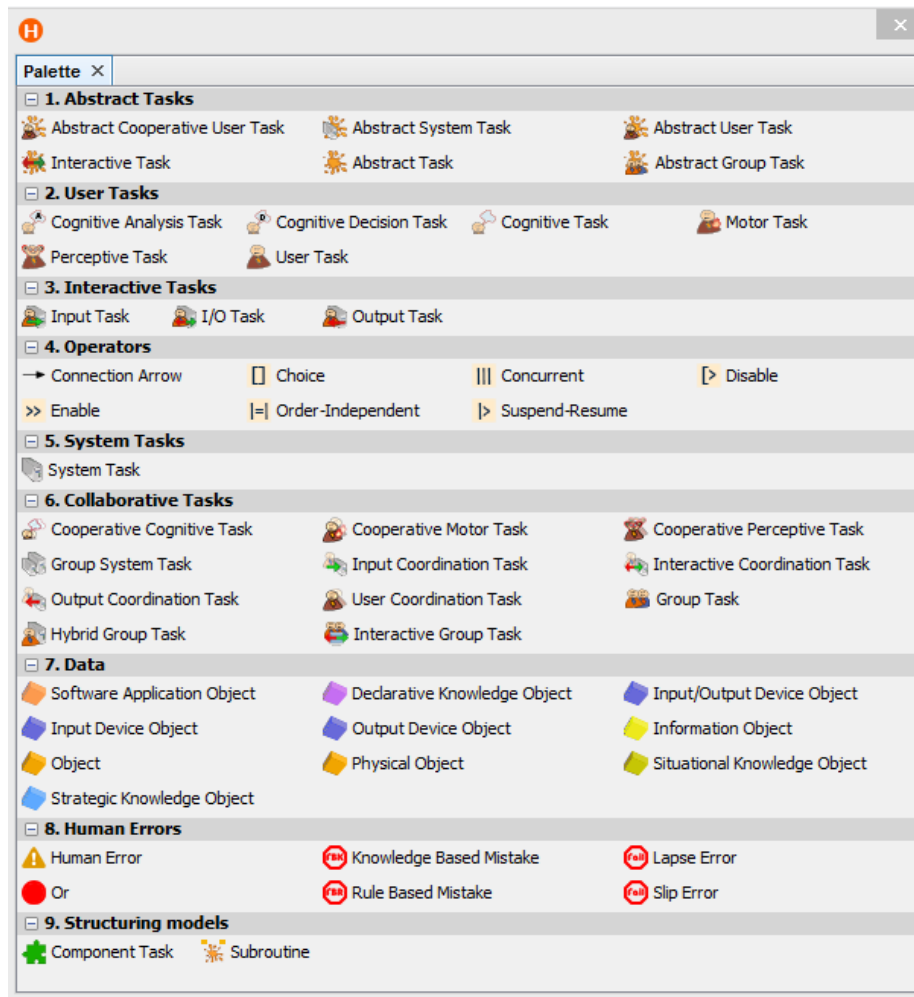 H
Palette ×
1. Abstract Tasks
Abstract Cooperative User Task Abstract System Task Abstract User Task
Interactive Task Abstract Task Abstract Group Task
2. User Tasks
Cognitive Analysis Task Cognitive Decision Task Cognitive Task Motor Task
Perceptive Task User Task
3. Interactive Tasks
Input Task I/O Task Output Task
4. Operators
Connection Arrow [] Choice ||| Concurrent [> Disable
>> Enable |=| Order-Independent |> Suspend-Resume
5. System Tasks
System Task
6. Collaborative Tasks
Cooperative Cognitive Task Cooperative Motor Task Cooperative Perceptive Task
Group System Task Input Coordination Task Interactive Coordination Task
Output Coordination Task User Coordination Task Group Task
Hybrid Group Task Interactive Group Task
7. Data
Software Application Object Declarative Knowledge Object Input/Output Device Object
Input Device Object Output Device Object Information Object
Object Physical Object Situational Knowledge Object
Strategic Knowledge Object
8. Human Errors
Human Error Knowledge Based Mistake Lapse Error
Or Rule Based Mistake Slip Error
9. Structuring models
Component Task Subroutine